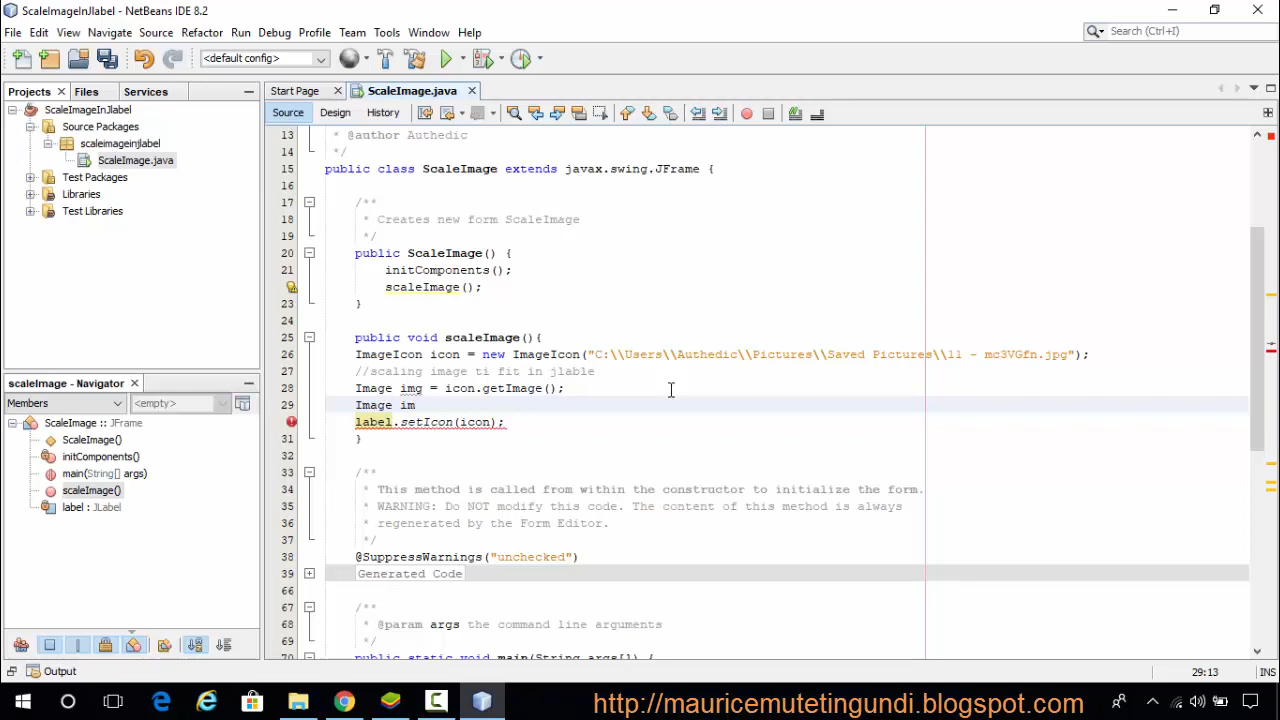 ScaleImageInJlabel - NetBeans IDE 8.2
File Edit View Navigate Source Refactor Run Debug Profile Team Tools Window Help
Search (Ctrl+I)
<default config>
Projects Files Services
Start Page ScaleImage.java
Source Design History
ScaleImageInJlabel
Source Packages
scaleimageinjlabel
ScaleImage.java
Test Packages
Libraries
Test Libraries
scaleImage - Navigator
Members <empty>
ScaleImage :: JFrame
ScaleImage()
initComponents()
main(String[] args)
scaleImage()
label : JLabel
13 * @author Authedic
14 */
15 public class ScaleImage extends javax.swing.JFrame {
16
17 /**
18 * Creates new form ScaleImage
19 */
20 public ScaleImage() {
21 initComponents();
scaleImage();
23 }
24
25 public void scaleImage(){
26 ImageIcon icon = new ImageIcon("C:\\Users\\Authedic\\Pictures\\Saved Pictures\\11 - mc3VGfn.jpg");
27 //scaling image ti fit in jlable
28 Image img = icon.getImage();
29 Image im
label.setIcon(icon);
31 }
32
33 /**
34 * This method is called from within the constructor to initialize the form.
35 * WARNING: Do NOT modify this code. The content of this method is always
36 * regenerated by the Form Editor.
37 */
38 @SuppressWarnings("unchecked")
39 Generated Code
66
67 /**
68 * @param args the command line arguments
69 */
70 public static void main(String args[]) {
Output
29:13 INS
http://mauricemutetingundi.blogspot.com